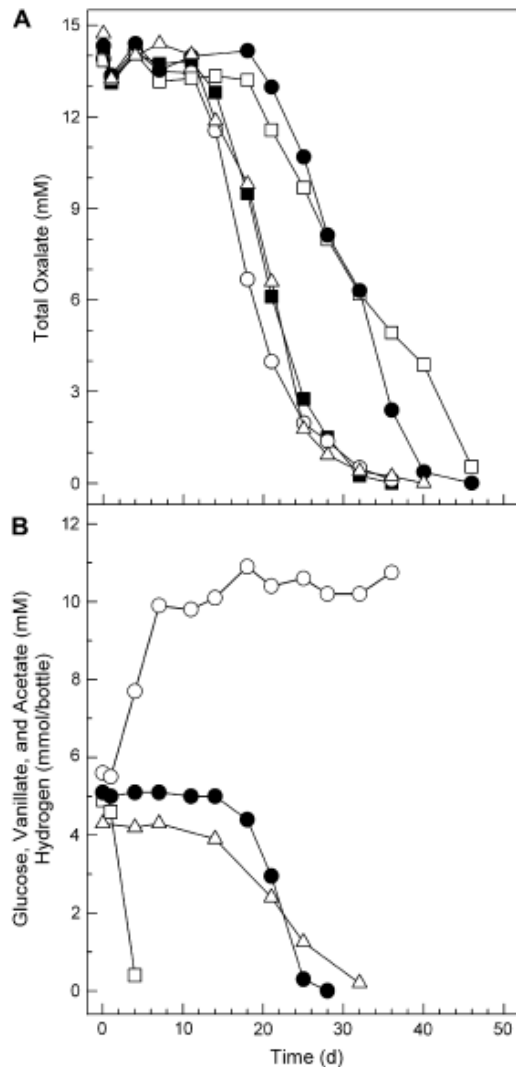 A
15
12
9
6
3
0
Total Oxalate (mM)
B
12
10
8
6
4
2
0
Glucose, Vanillate, and Acetate (mM)
Hydrogen (mmol/bottle)
0 10 20 30 40 50
Time (d)